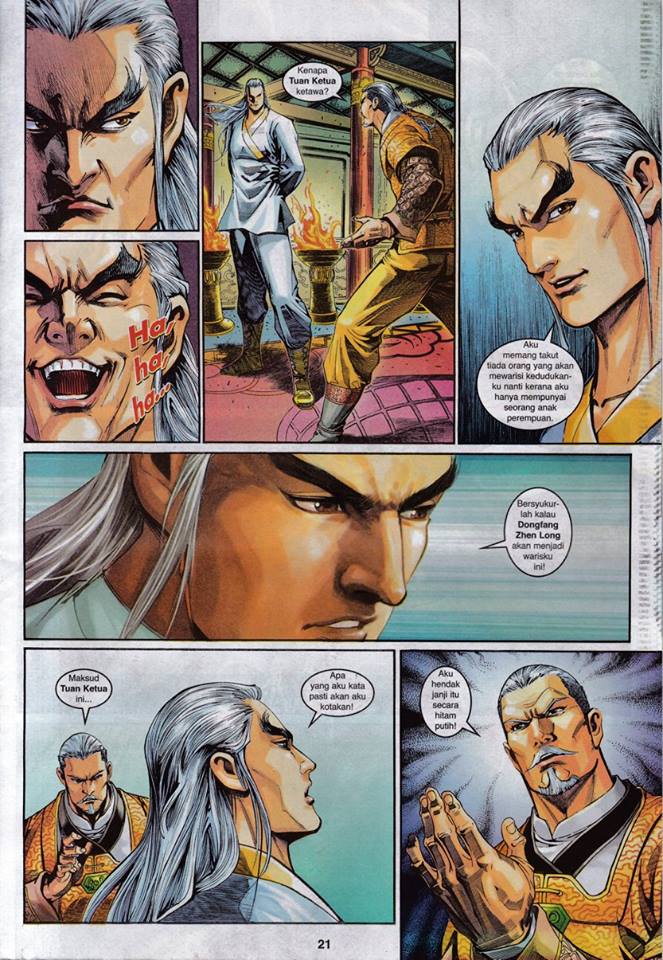 Kenapa
Tuan Ketua
ketawa?
Ha,
ha,
ha...
Aku
memang takut
tiada orang yang akan
mewarisi kedudukan-
ku nanti kerana aku
hanya mempunyai
seorang anak
perempuan.
Bersyukur-
lah kalau
Dongfang
Zhen Long
akan menjadi
warisku
ini!
Maksud
Tuan Ketua
ini...
Apa
yang aku kata
pasti akan aku
kotakan!
Aku
hendak
janji itu
secara
hitam
putih!
21